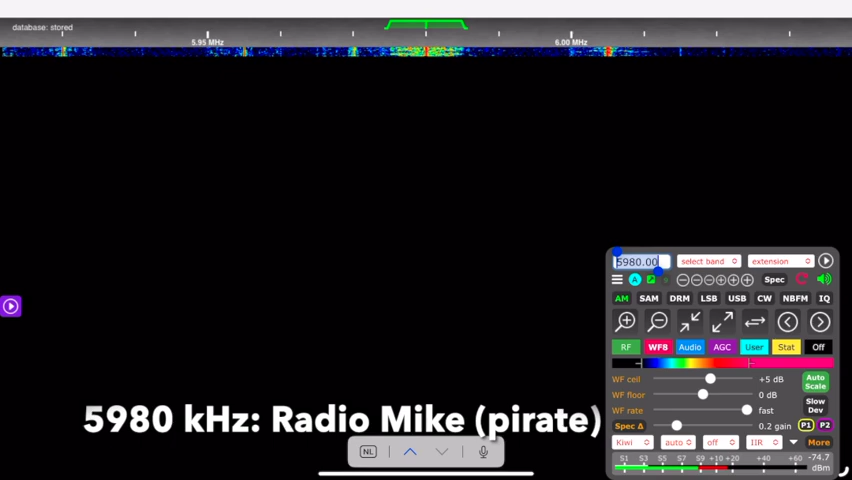 database: stored
5.95 MHz
6.00 MHz
5980.00
select band
extension
A
s
Spec
AM SAM DRM LSB USB CW NBFM IQ
RF WF8 Audio AGC User Stat Off
WF ceil +5 dB Auto Scale
WF floor 0 dB
WF rate fast Slow Dev
Spec Δ 0.2 gain P1 P2
Kiwi auto off IIR More
S1 S3 S5 S7 S9 +10 +20 +40 +60 -74.7 dBm
5980 kHz: Radio Mike (pirate)
NL